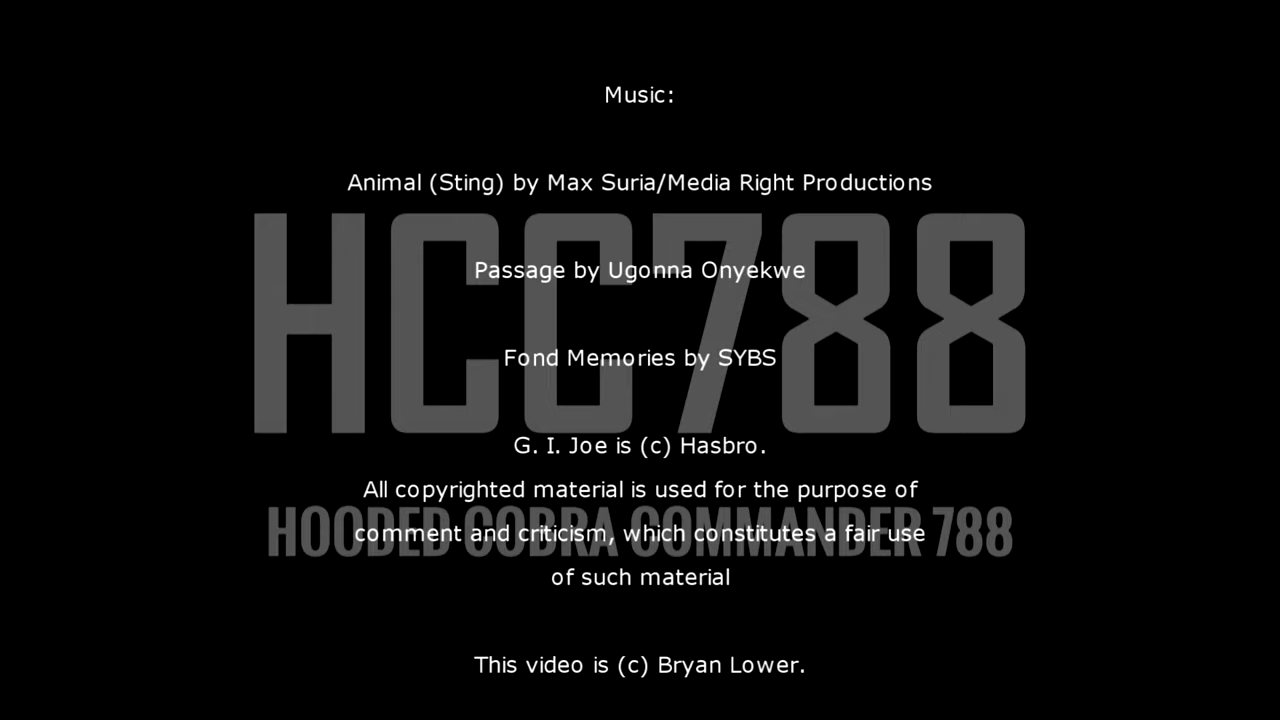 Music:
Animal (Sting) by Max Suria/Media Right Productions
HCC788
Passage by Ugonna Onyekwe
Fond Memories by SYBS
G. I. Joe is (c) Hasbro.
All copyrighted material is used for the purpose of
HOODED COBRA COMMANDER 788
comment and criticism, which constitutes a fair use
of such material
This video is (c) Bryan Lower.